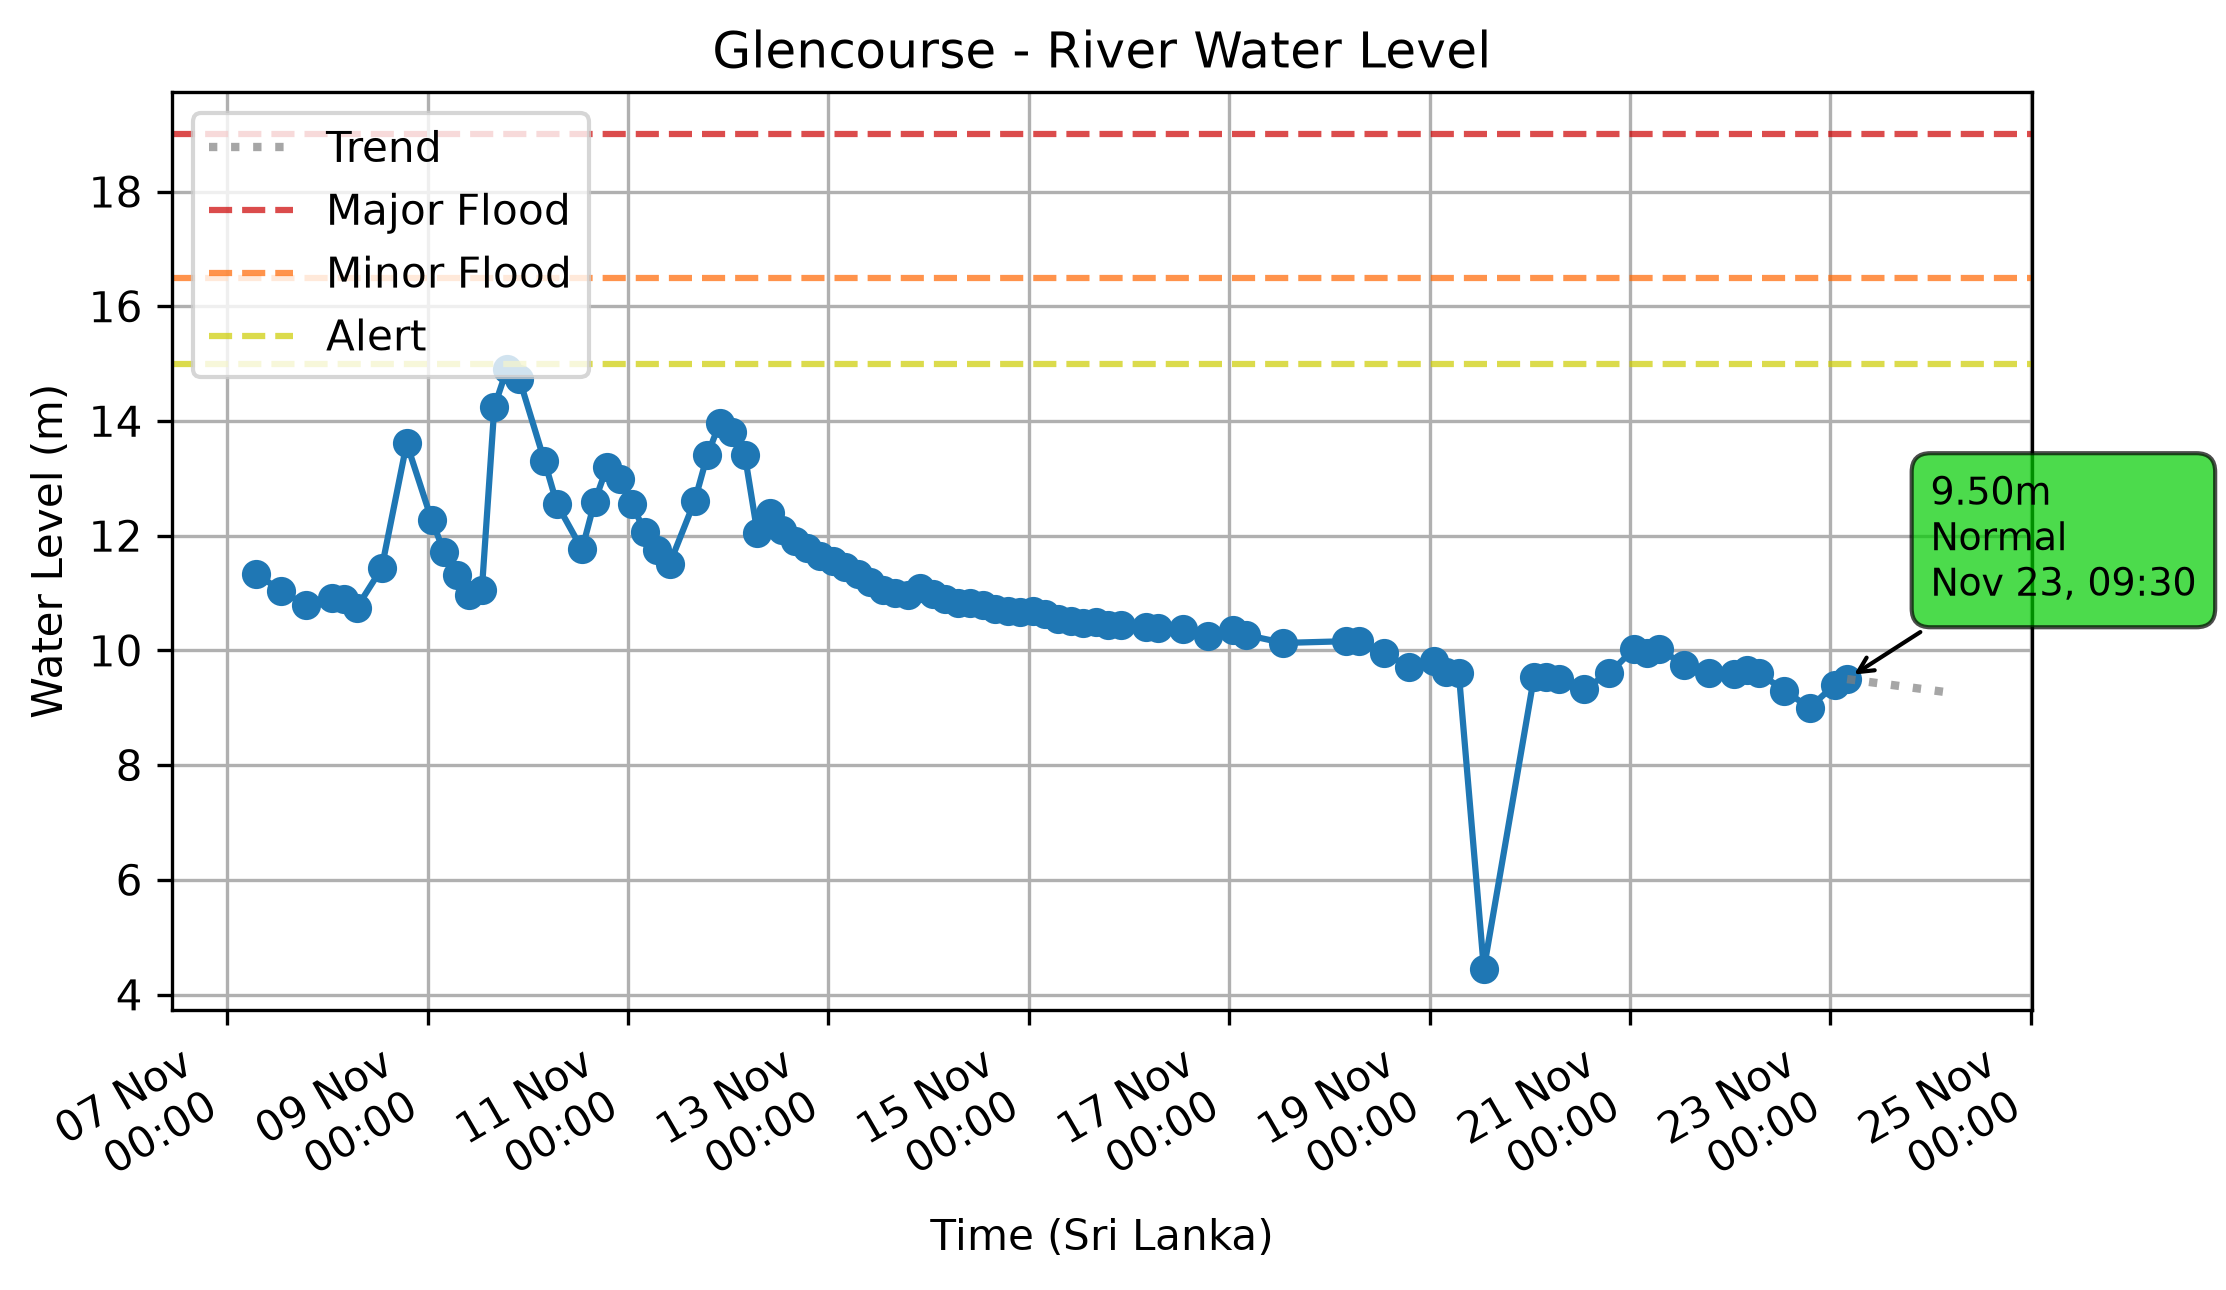 Glencourse - River Water Level
Trend
Major Flood
Minor Flood
Alert
18
16
14
12
10
8
6
4
Water Level (m)
9.50m
Normal
Nov 23, 09:30
07 Nov
00:00
09 Nov
00:00
11 Nov
00:00
13 Nov
00:00
15 Nov
00:00
17 Nov
00:00
19 Nov
00:00
21 Nov
00:00
23 Nov
00:00
25 Nov
00:00
Time (Sri Lanka)